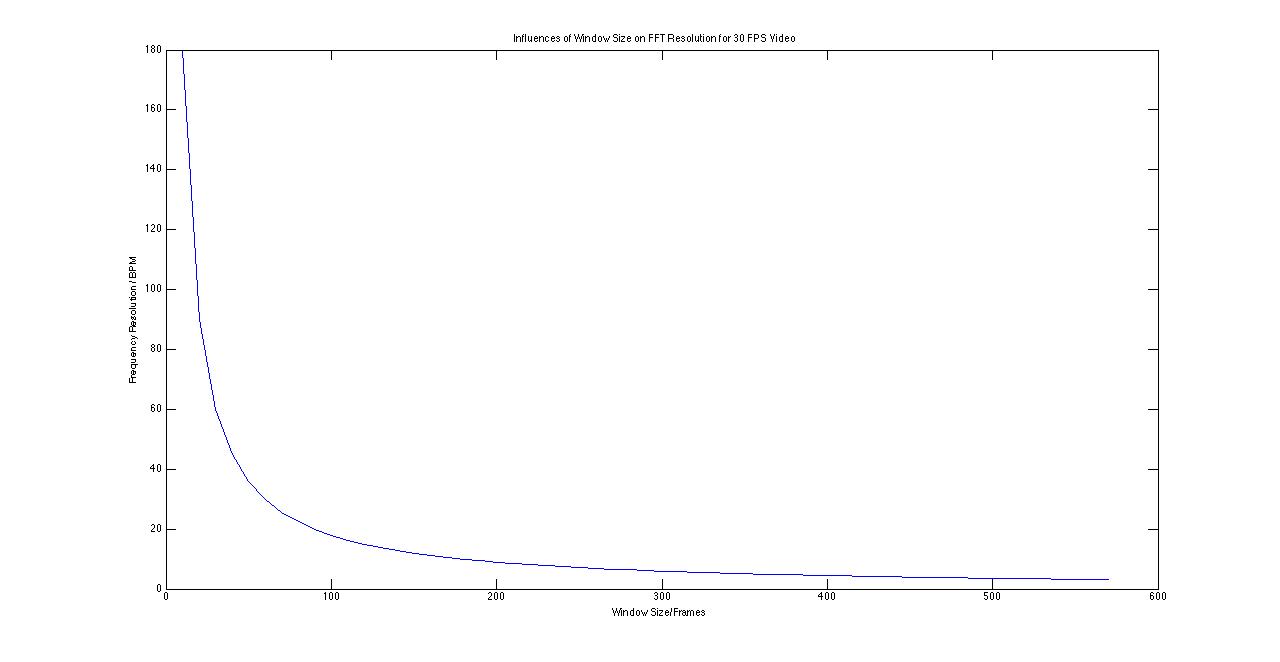 Influences of Window Size on FFT Resolution for 30 FPS Video
180
160
140
120
100
80
60
40
20
0
Frequency Resolution / BPM
0 100 200 300 400 500 600
Window Size/Frames